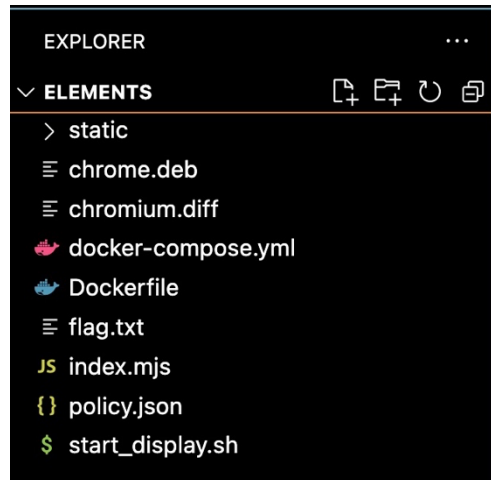 EXPLORER
ELEMENTS
static
chrome.deb
chromium.diff
docker-compose.yml
Dockerfile
flag.txt
JS index.mjs
{} policy.json
$ start_display.sh